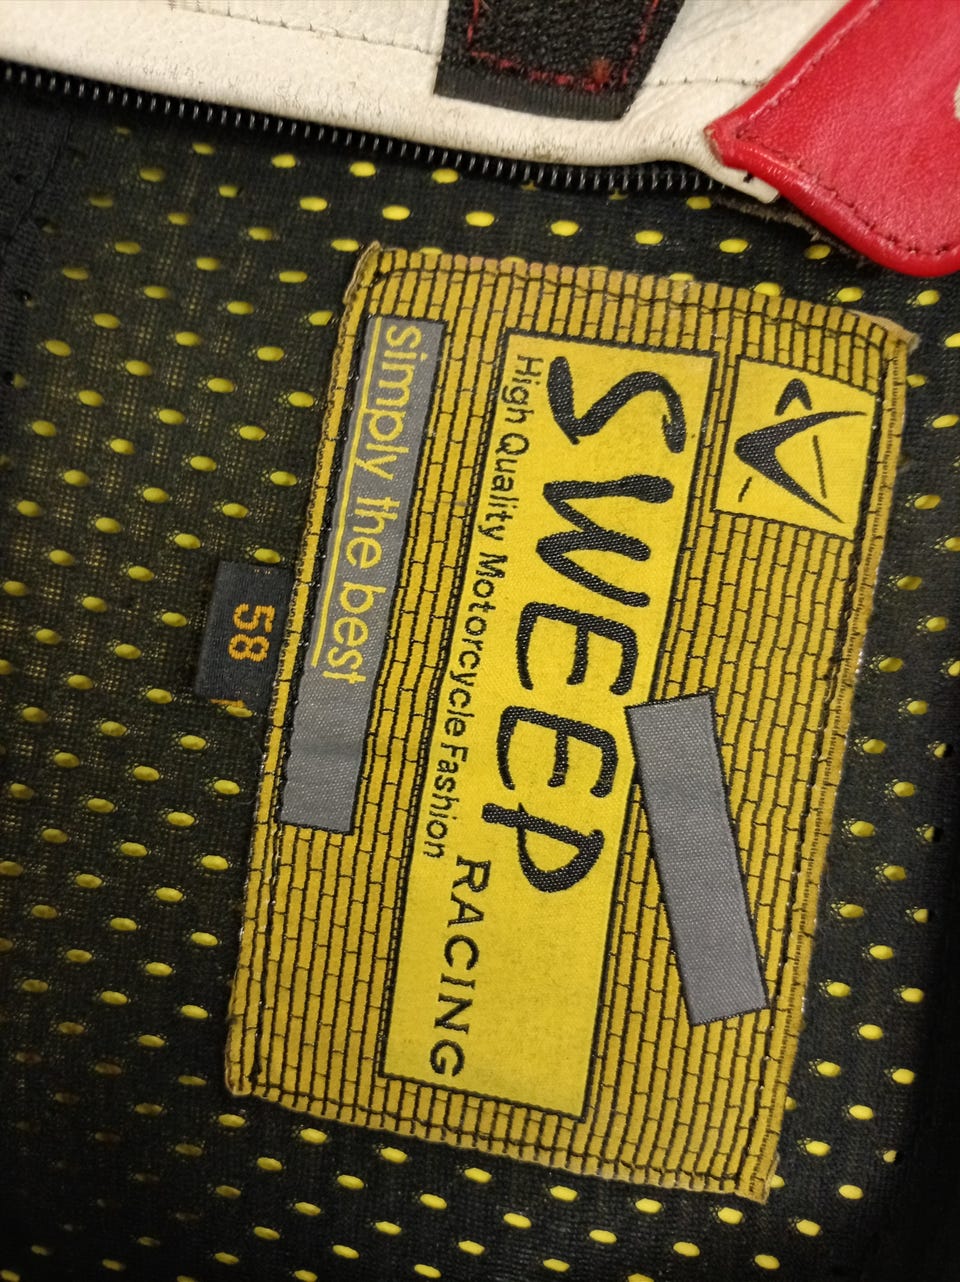 SWEEP
High Quality Motorcycle Fashion
RACING
simply the best
58